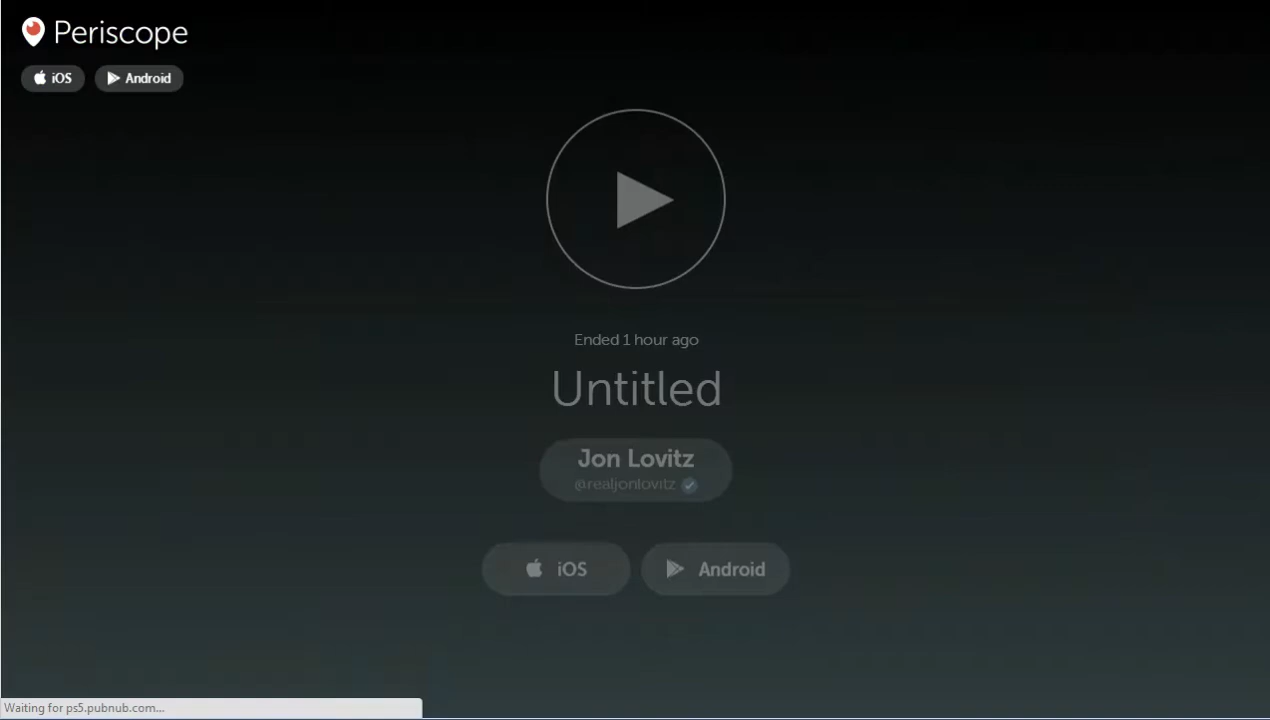 Periscope
iOS Android
Ended 1 hour ago
Untitled
Jon Lovitz
@realjonlovitz
iOS Android
Waiting for ps5.pubnub.com...